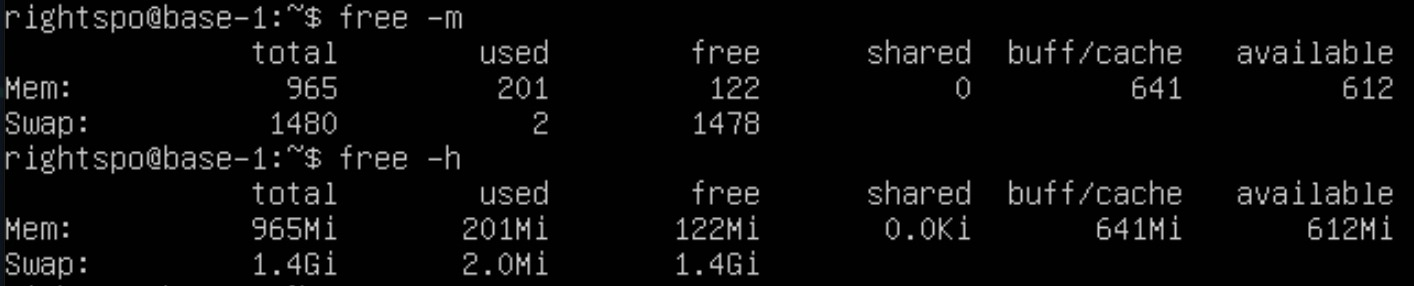 rightspo@base-1:~$ free -m
total used free shared buff/cache available
Mem: 965 201 122 0 641 612
Swap: 1480 2 1478
rightspo@base-1:~$ free -h
total used free shared buff/cache available
Mem: 965Mi 201Mi 122Mi 0.0Ki 641Mi 612Mi
Swap: 1.4Gi 2.0Mi 1.4Gi